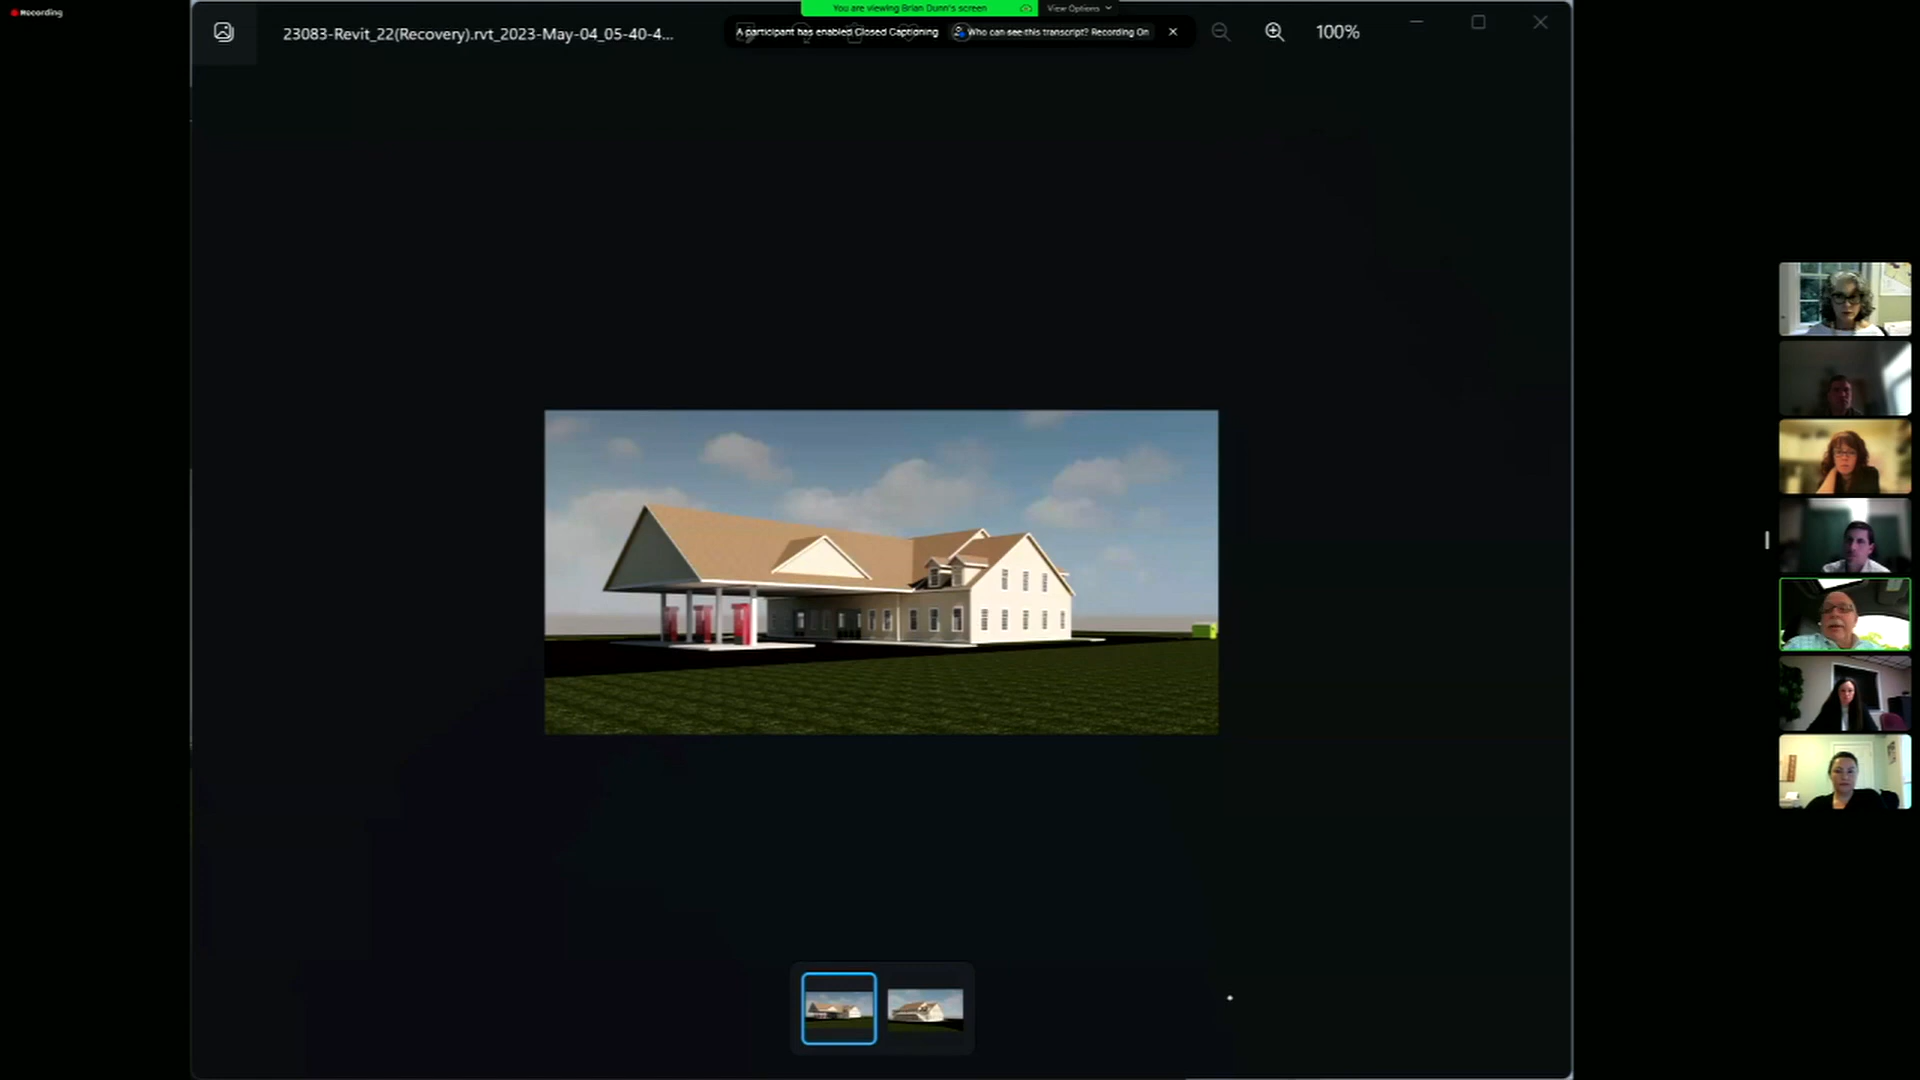 Recording
You are viewing Brian Dunn's screen
View Options
23083-Revit_22(Recovery).rvt_2023-May-04_05-40-4...
A participant has enabled Closed Captioning
Who can see this transcript? Recording On
100%